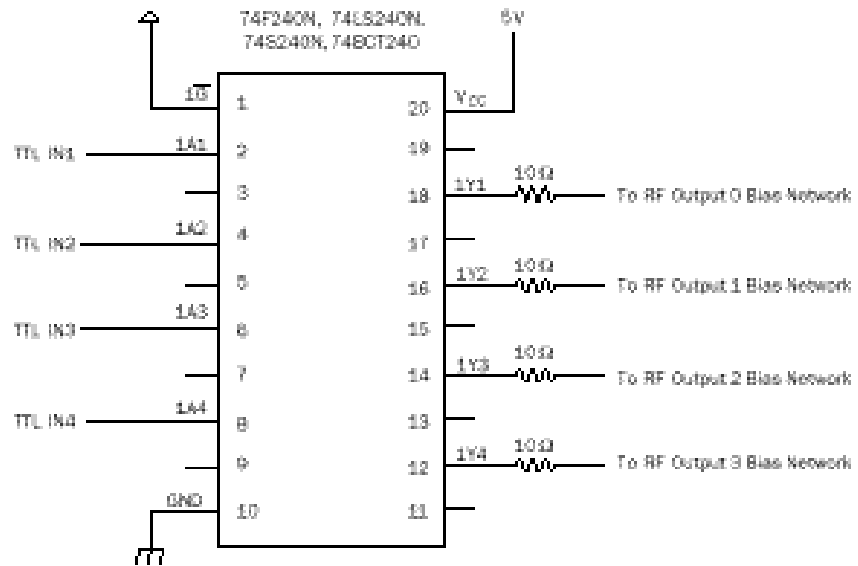 74F240N, 74LS240N,
74S240N, 74BCT240
5V
1G
1
20
VCC
TTL IN1
1A1
2
19
3
18
1Y1
10Ω
To RF Output 0 Bias Network
TTL IN2
1A2
4
17
5
16
1Y2
10Ω
To RF Output 1 Bias Network
TTL IN3
1A3
6
15
7
14
1Y3
10Ω
To RF Output 2 Bias Network
TTL IN4
1A4
8
13
9
12
1Y4
10Ω
To RF Output 3 Bias Network
GND
10
11